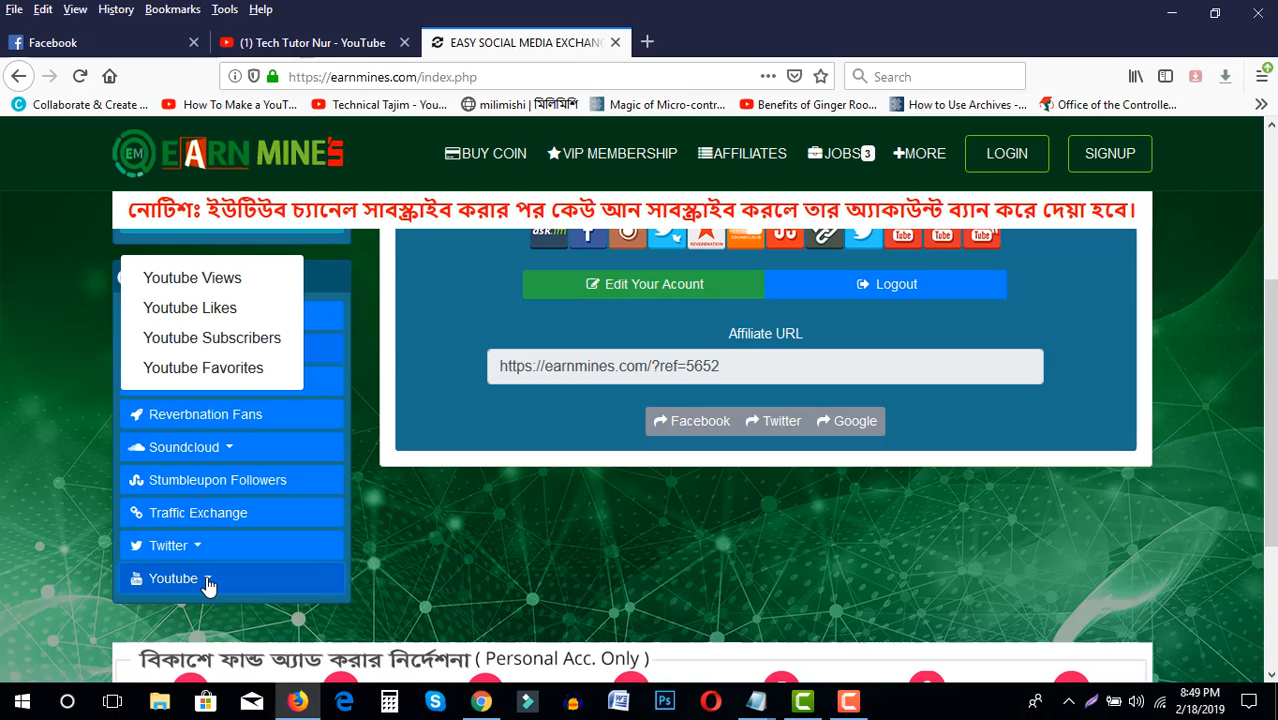 File Edit View History Bookmarks Tools Help
Facebook
(1) Tech Tutor Nur - YouTube
EASY SOCIAL MEDIA EXCHANG
https://earnmines.com/index.php
Search
Collaborate & Create ...
How To Make a YouT...
Technical Tajim - You...
milimishi | মিলিমিশি
Magic of Micro-contr...
Benefits of Ginger Roo...
How to Use Archives -...
Office of the Controlle...
EM EARN MINE'S
BUY COIN
VIP MEMBERSHIP
AFFILIATES
JOBS 3
MORE
LOGIN
SIGNUP
নোটিশঃ ইউটিউব চ্যানেল সাবস্ক্রাইব করার পর কেউ আন সাবস্ক্রাইব করলে তার অ্যাকাউন্ট ব্যান করে দেয়া হবে।
Youtube Views
Youtube Likes
Youtube Subscribers
Youtube Favorites
Reverbnation Fans
Soundcloud
Stumbleupon Followers
Traffic Exchange
Twitter
Youtube
Edit Your Acount
Logout
Affiliate URL
https://earnmines.com/?ref=5652
Facebook Twitter Google
বিকাশে ফান্ড অ্যাড করার নির্দেশনা ( Personal Acc. Only )
8:49 PM
2/18/2019